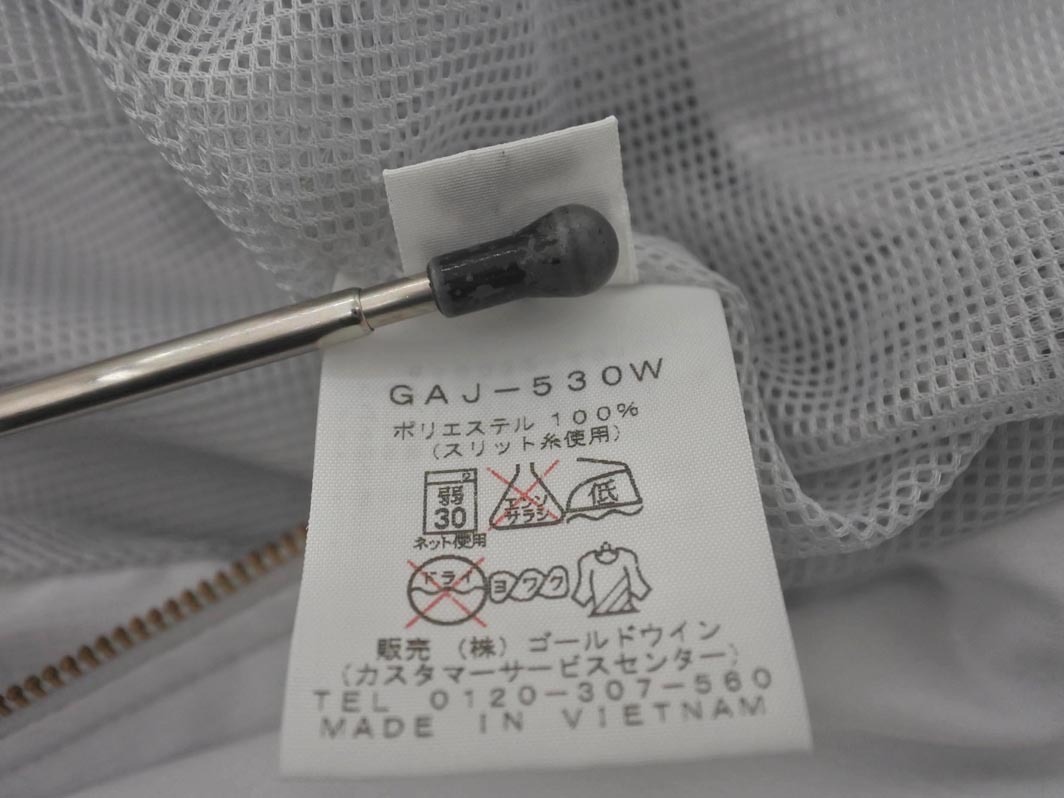 GAJ-530W
ポリエステル 100%
(スリット糸使用)
弱
30
ネット使用
エンソ
サラシ
低
ドライ
ヨワク
販売 (株) ゴールドウイン
(カスタマーサービスセンター)
TEL 0120-307-560
MADE IN VIETNAM